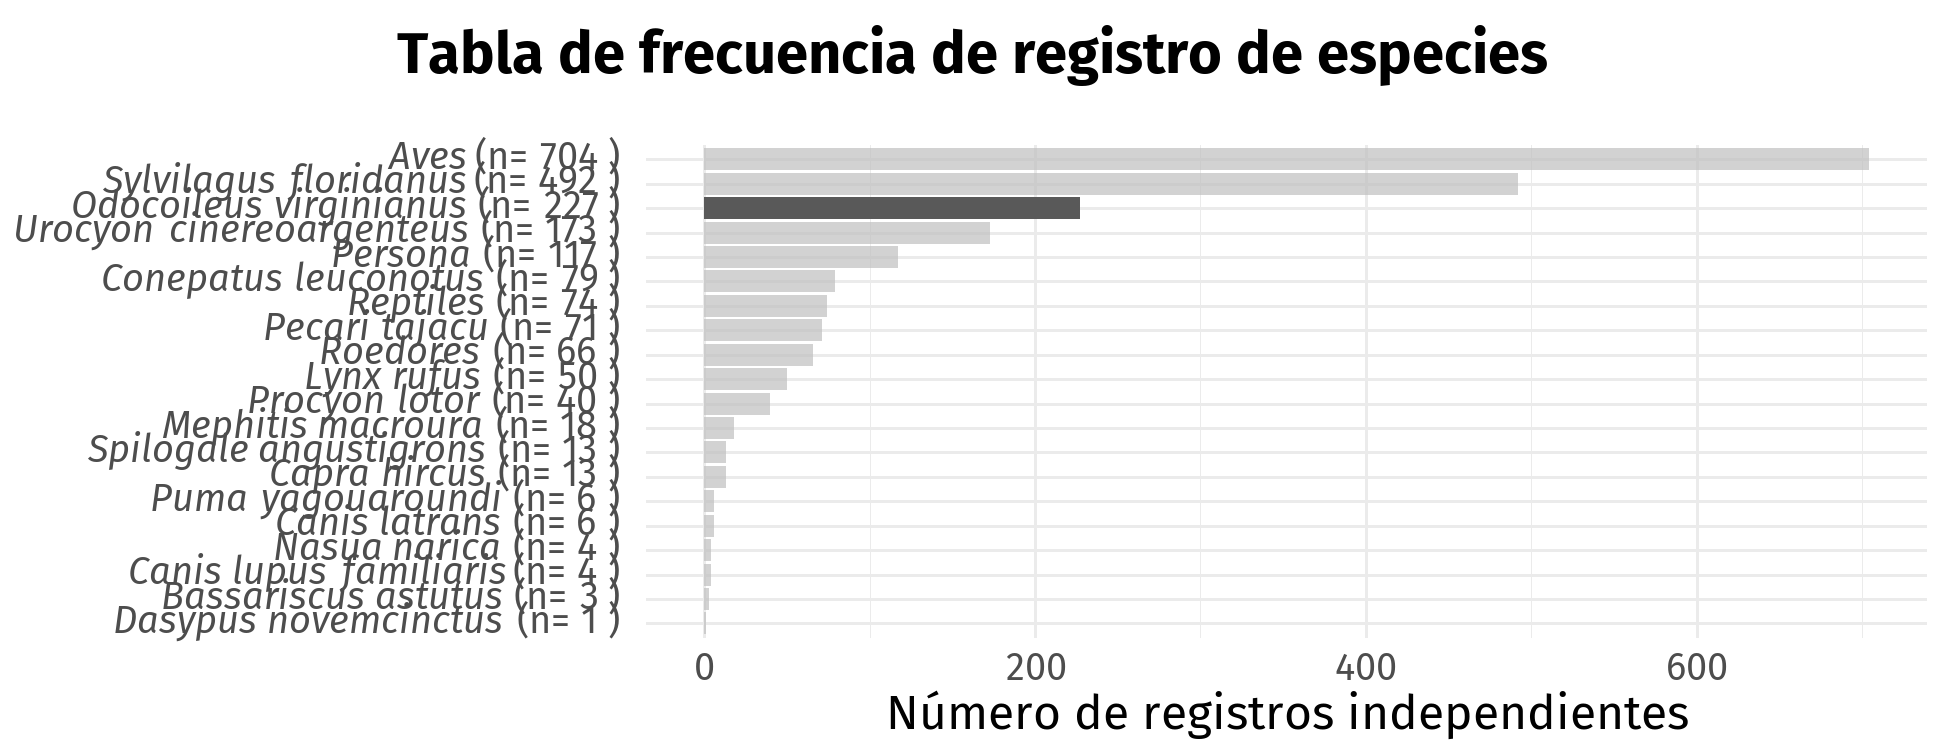 Tabla de frecuencia de registro de especies
Aves (n= 704 )
Sylvilagus floridanus (n= 492 )
Odocoileus virginianus (n= 227 )
Urocyon cinereoargenteus (n= 173 )
Persona (n= 117 )
Conepatus leuconotus (n= 79 )
Reptiles (n= 74 )
Pecari tajacu (n= 71 )
Roedores (n= 66 )
Lynx rufus (n= 50 )
Procyon lotor (n= 40 )
Mephitis macroura (n= 18 )
Spilogale angustigrons (n= 13 )
Capra hircus (n= 13 )
Puma yagouaroundi (n= 6 )
Canis latrans (n= 6 )
Nasua narica (n= 4 )
Canis lupus familiaris (n= 4 )
Bassariscus astutus (n= 3 )
Dasypus novemcinctus (n= 1 )
0 200 400 600
Número de registros independientes